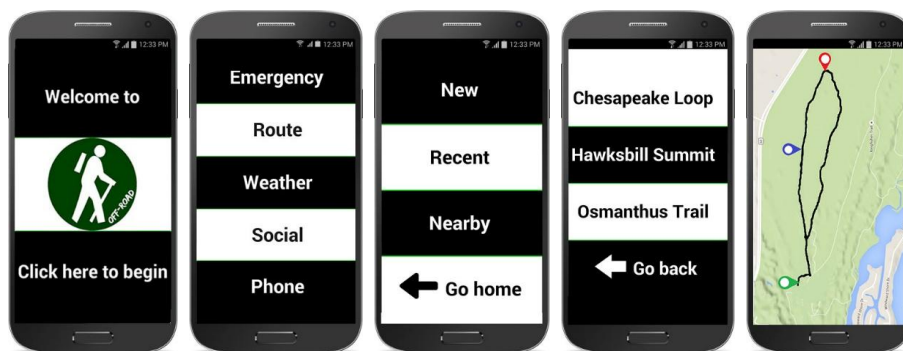 12:33 PM
Welcome to
OFF-ROAD
Click here to begin
12:33 PM
Emergency
Route
Weather
Social
Phone
12:33 PM
New
Recent
Nearby
Go home
12:33 PM
Chesapeake Loop
Hawksbill Summit
Osmanthus Trail
Go back
12:33 PM